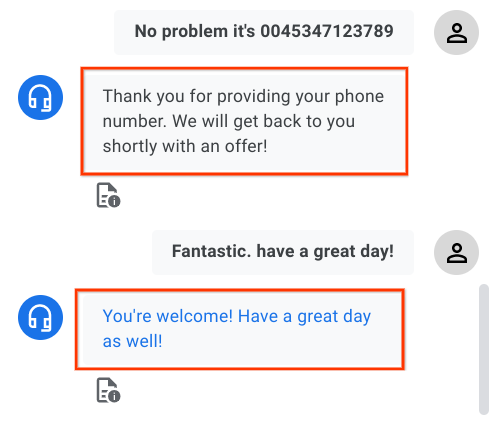 No problem it's 0045347123789
Thank you for providing your phone
number. We will get back to you
shortly with an offer!
Fantastic. have a great day!
You're welcome! Have a great day
as well!